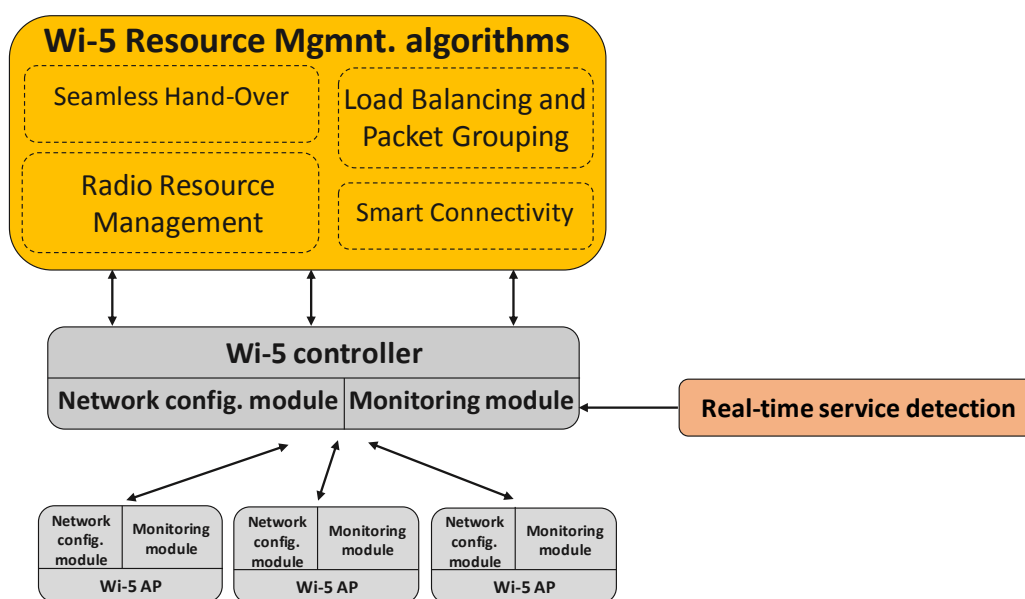 Wi-5 Resource Mgmnt. algorithms
Seamless Hand-Over
Load Balancing and
Packet Grouping
Radio Resource
Management
Smart Connectivity
Wi-5 controller
Network config. module
Monitoring module
Real-time service detection
Network
config.
module
Monitoring
module
Wi-5 AP
Network
config.
module
Monitoring
module
Wi-5 AP
Network
config.
module
Monitoring
module
Wi-5 AP